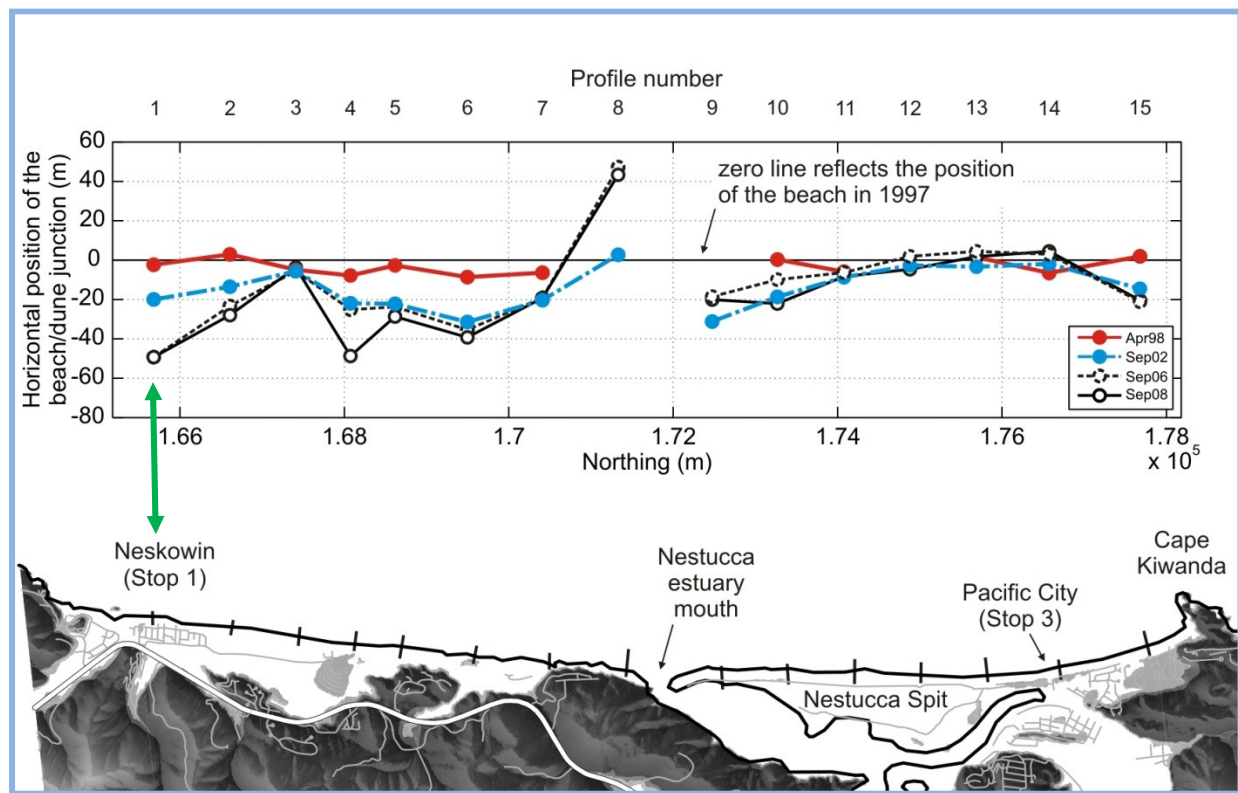 Profile number
1 2 3 4 5 6 7 8 9 10 11 12 13 14 15
Horizontal position of the
beach/dune junction (m)
60
40
20
0
-20
-40
-60
-80
zero line reflects the position
of the beach in 1997
Apr98
Sep02
Sep06
Sep08
1.66 1.68 1.7 1.72 1.74 1.76 1.78
x 10⁵
Northing (m)
Neskowin
(Stop 1)
Nestucca
estuary
mouth
Pacific City
(Stop 3)
Cape
Kiwanda
Nestucca Spit